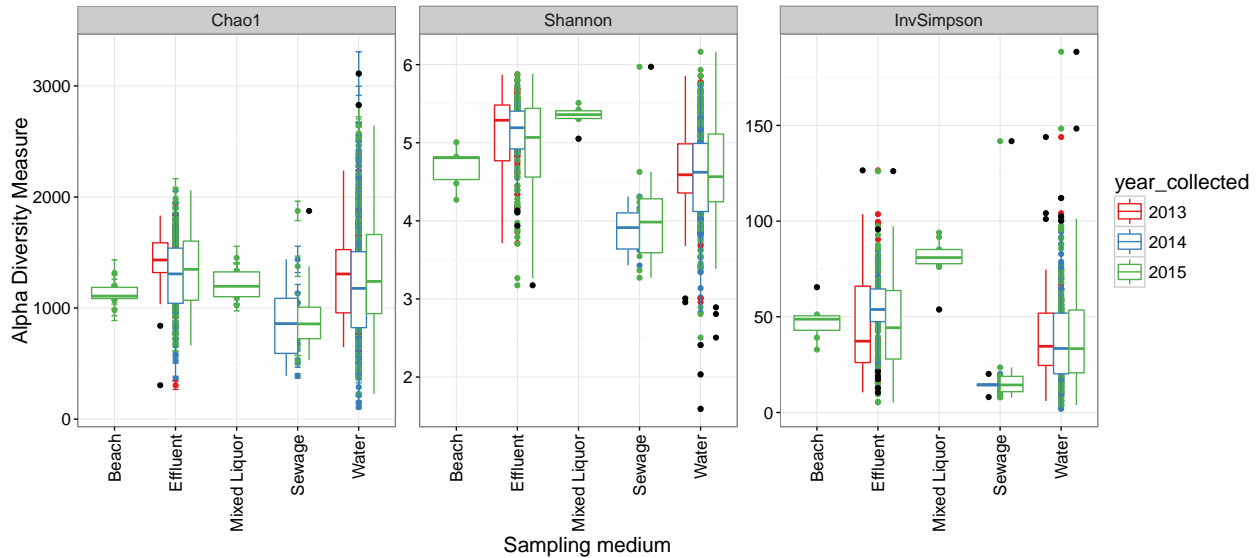 Chao1
Shannon
InvSimpson
Alpha Diversity Measure
3000
2000
1000
0
6
5
4
3
2
150
100
50
0
Beach
Effluent
Mixed Liquor
Sewage
Water
Beach
Effluent
Mixed Liquor
Sewage
Water
Beach
Effluent
Mixed Liquor
Sewage
Water
Sampling medium
year_collected
2013
2014
2015